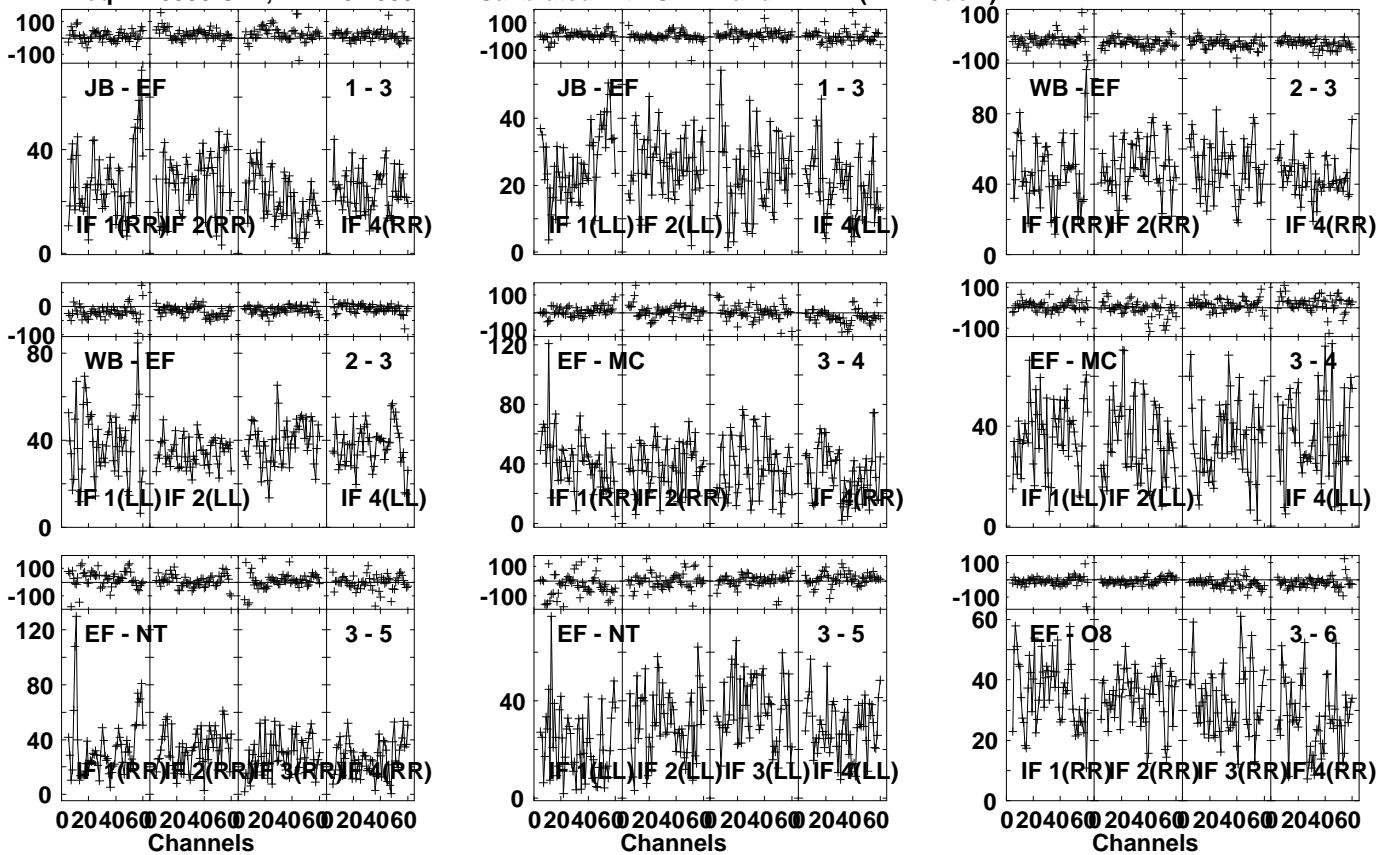 100
-100
JB - EF 1 - 3
40
0
IF 1(RR) IF 2(RR) IF 4(RR)
100
-100
JB - EF 1 - 3
40
20
0
IF 1(LL) IF 2(LL) IF 4(LL)
100
-100
WB - EF 2 - 3
80
40
0
IF 1(RR) IF 2(RR) IF 4(RR)
0
-100
80
WB - EF 2 - 3
40
0
IF 1(LL) IF 2(LL) IF 4(LL)
100
-100
120
EF - MC 3 - 4
80
40
0
IF 1(RR) IF 2(RR) IF 4(RR)
100
-100
EF - MC 3 - 4
40
0
IF 1(LL) IF 2(LL) IF 4(LL)
100
-100
120
EF - NT 3 - 5
80
40
0
IF 1(RR) IF 2(RR) IF 3(RR) IF 4(RR)
0 20 40 60 0 20 40 60 0 20 40 60 0 20 40 60
Channels
100
-100
EF - NT 3 - 5
40
0
IF 1(LL) IF 2(LL) IF 3(LL) IF 4(LL)
0 20 40 60 0 20 40 60 0 20 40 60 0 20 40 60
Channels
100
-100
60
EF - O8 3 - 6
40
20
0
IF 1(RR) IF 2(RR) IF 3(RR) IF 4(RR)
0 20 40 60 0 20 40 60 0 20 40 60 0 20 40 60
Channels